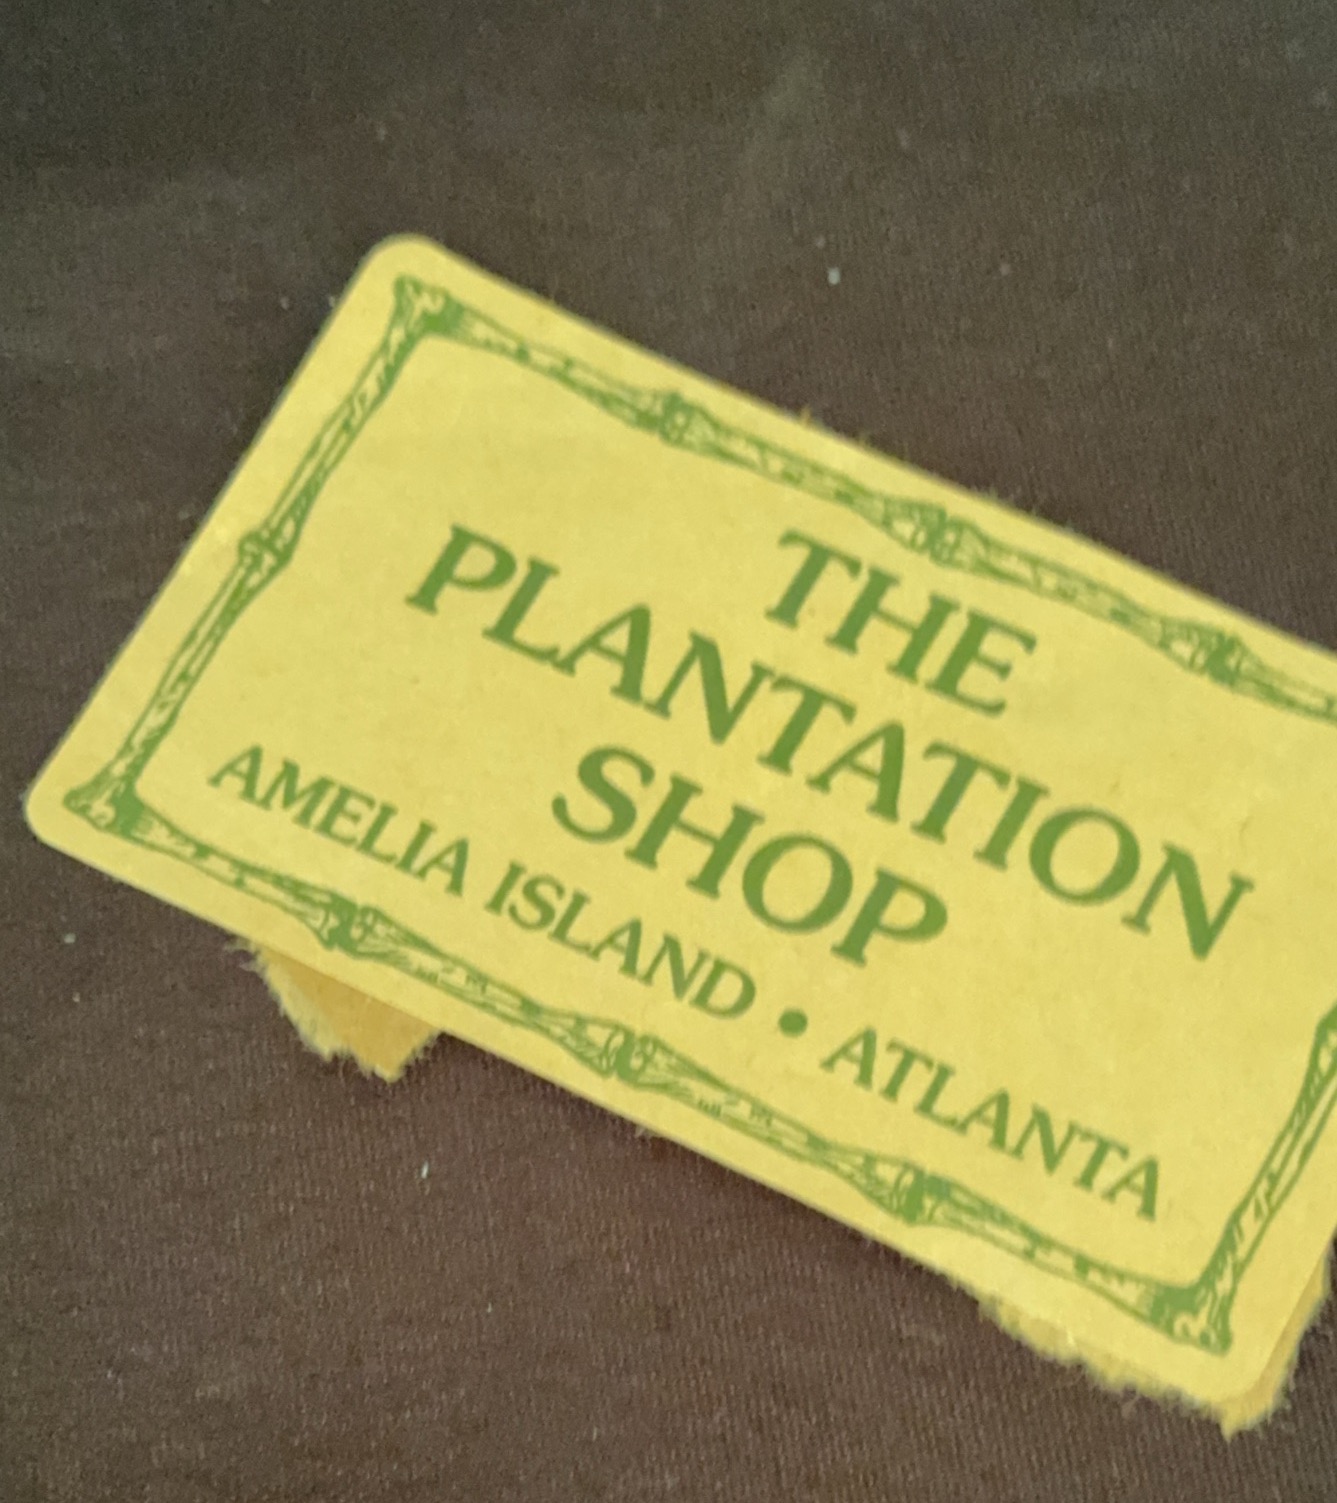 THE
PLANTATION
SHOP
AMELIA ISLAND • ATLANTA